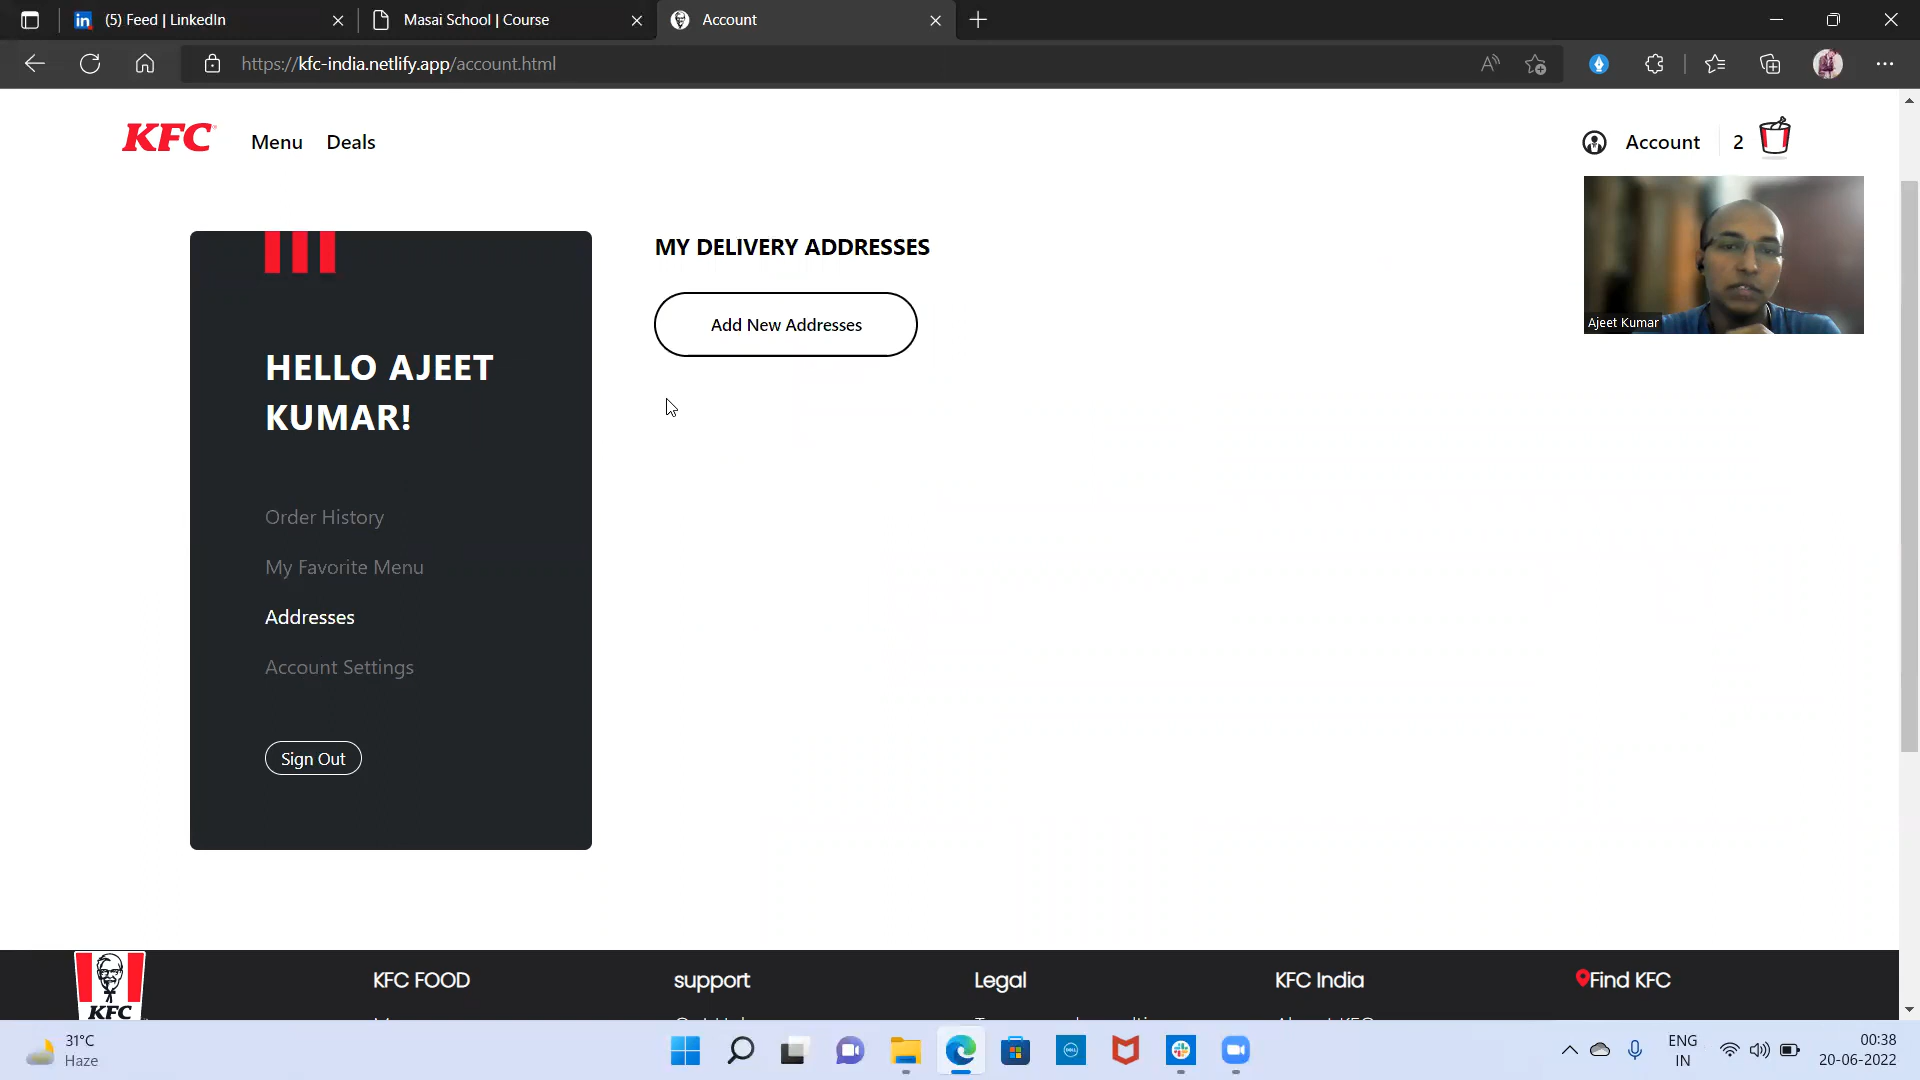 (5) Feed | LinkedIn
Masai School | Course
Account
https://kfc-india.netlify.app/account.html
KFC
Menu
Deals
Account
2
Ajeet Kumar
HELLO AJEET
KUMAR!
Order History
My Favorite Menu
Addresses
Account Settings
Sign Out
MY DELIVERY ADDRESSES
Add New Addresses
KFC
KFC FOOD
support
Legal
KFC India
Find KFC
31°C
Haze
ENG
IN
00:38
20-06-2022